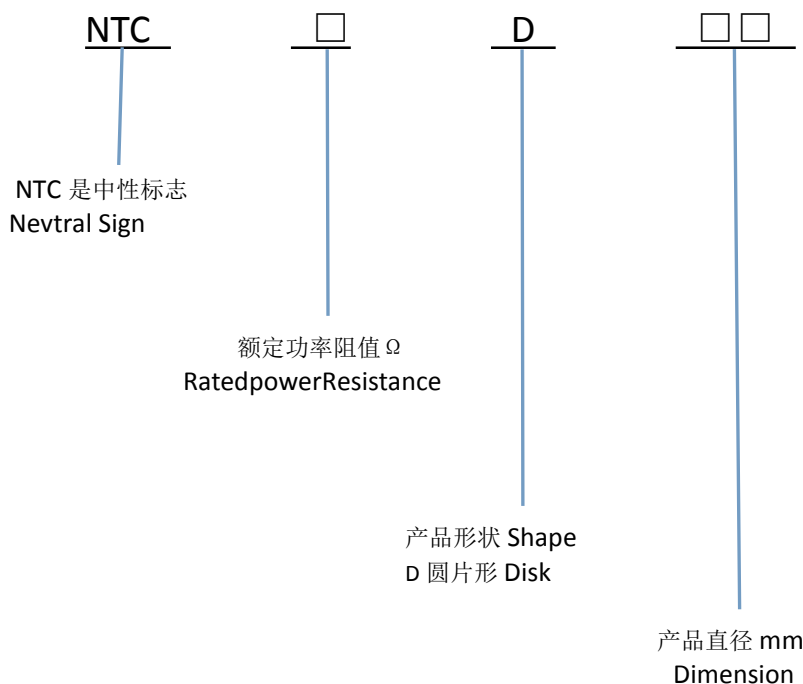 NTC □ D □□
NTC 是中性标志
Nevtral Sign
额定功率阻值 Ω
RatedpowerResistance
产品形状 Shape
D 圆片形 Disk
产品直径 mm
Dimension